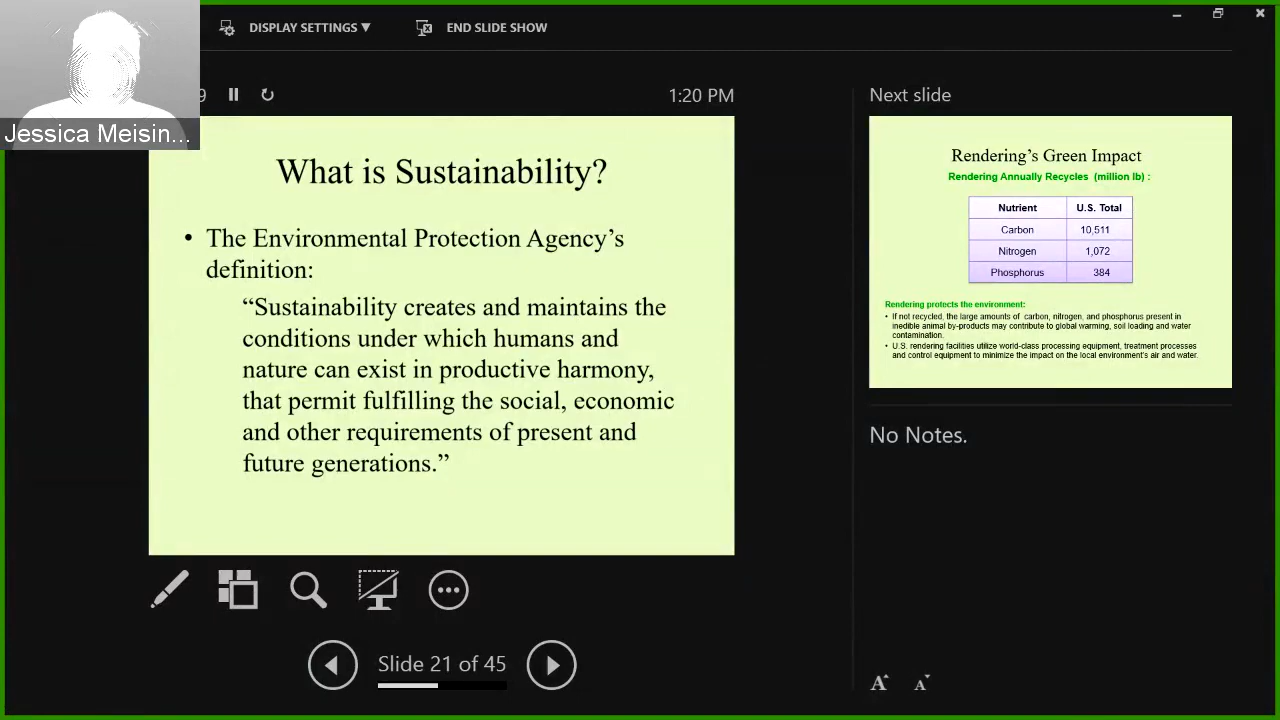 DISPLAY SETTINGS ▼
END SLIDE SHOW
Jessica Meisin...
9
1:20 PM
What is Sustainability?
• The Environmental Protection Agency’s
definition:
“Sustainability creates and maintains the
conditions under which humans and
nature can exist in productive harmony,
that permit fulfilling the social, economic
and other requirements of present and
future generations.”
Slide 21 of 45
Next slide
Rendering’s Green Impact
Rendering Annually Recycles (million lb) :
Nutrient U.S. Total
Carbon 10,511
Nitrogen 1,072
Phosphorus 384
Rendering protects the environment:
• If not recycled, the large amounts of carbon, nitrogen, and phosphorus present in
inedible animal by-products may contribute to global warming, soil loading and water
contamination.
• U.S. rendering facilities utilize world-class processing equipment, treatment processes
and control equipment to minimize the impact on the local environment’s air and water.
No Notes.
A A